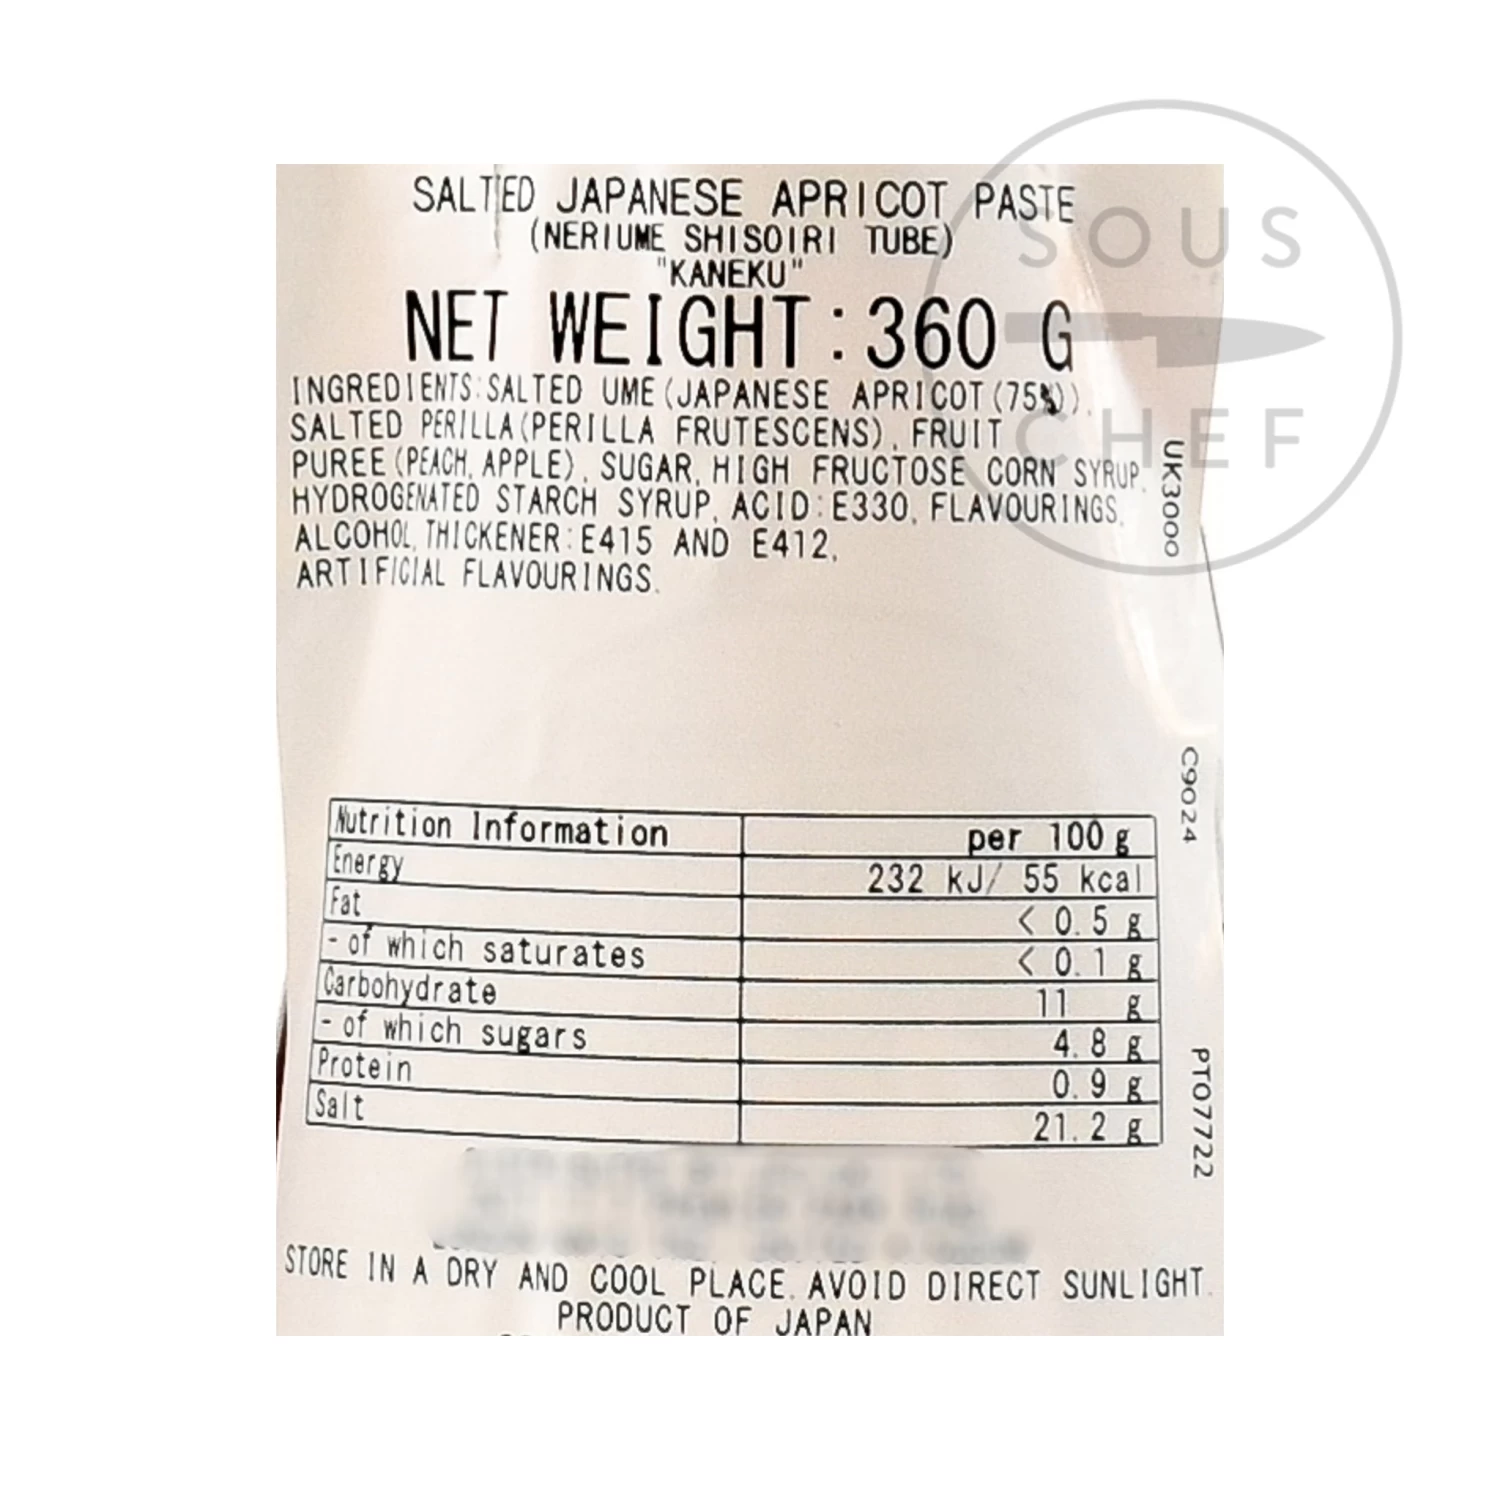 SALTED JAPANESE APRICOT PASTE
(NERIUME SHISOIRI TUBE)
"KANEKU"
NET WEIGHT:360 G
INGREDIENTS:SALTED UME(JAPANESE APRICOT(75%)),
SALTED PERILLA(PERILLA FRUTESCENS), FRUIT
PUREE(PEACH, APPLE), SUGAR, HIGH FRUCTOSE CORN SYRUP,
HYDROGENATED STARCH SYRUP, ACID:E330, FLAVOURINGS,
ALCOHOL, THICKENER:E415 AND E412,
ARTIFICIAL FLAVOURINGS.
SOUS
CHEF
UK3000
C9024
PT07722
Nutrition Information per 100 g
Energy 232 kJ/ 55 kcal
Fat < 0.5 g
- of which saturates < 0.1 g
Carbohydrate 11 g
- of which sugars 4.8 g
Protein 0.9 g
Salt 21.2 g
STORE IN A DRY AND COOL PLACE. AVOID DIRECT SUNLIGHT.
PRODUCT OF JAPAN